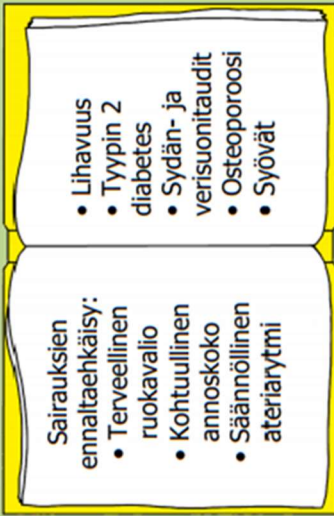 Sairauksien
ennaltaehkäisy:
• Terveellinen
ruokavalio
• Kohtuullinen
annoskoko
• Säännöllinen
ateriarytmi
• Lihavuus
• Tyypin 2
diabetes
• Sydän- ja
verisuonitaudit
• Osteoporoosi
• Syövät